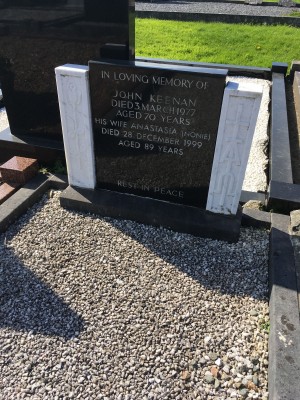 IN LOVING MEMORY OF
JOHN KEENAN
DIED 3 MARCH 1977
AGED 70 YEARS
HIS WIFE ANASTASIA (NONIE)
DIED 28 DECEMBER 1999
AGED 89 YEARS
REST IN PEACE